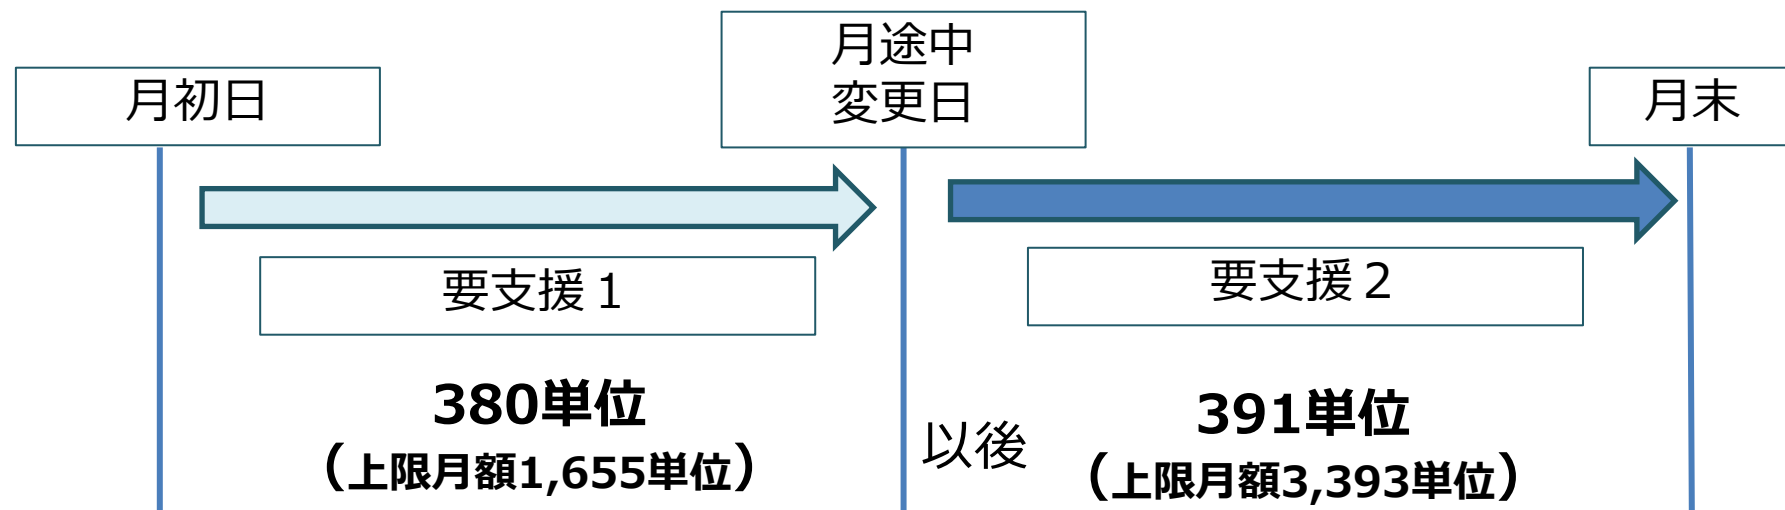 月初日
月途中
変更日
月末
要支援１
要支援２
380単位
（上限月額1,655単位）
以後
391単位
（上限月額3,393単位）